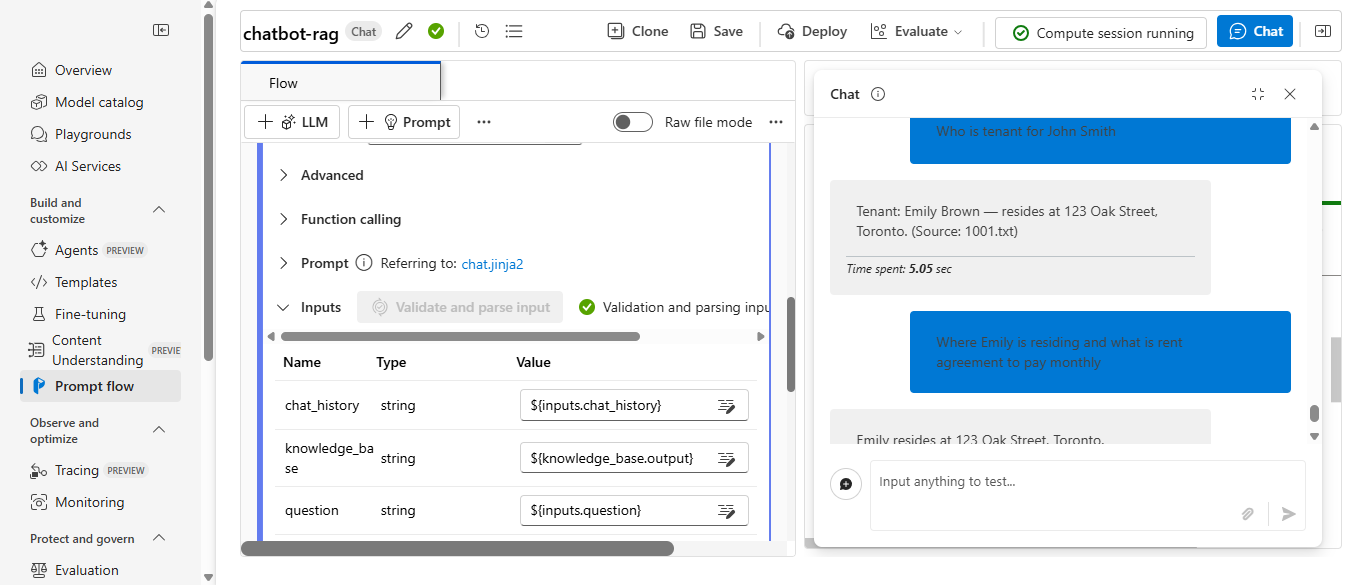 Overview
Model catalog
Playgrounds
AI Services
Build and
customize
Agents PREVIEW
Templates
Fine-tuning
Content
Understanding PREVIE
Prompt flow
Observe and
optimize
Tracing PREVIEW
Monitoring
Protect and govern
Evaluation
chatbot-rag Chat
Clone
Save
Deploy
Evaluate
Compute session running
Chat
Flow
LLM
Prompt
Raw file mode
Advanced
Function calling
Prompt Referring to: chat.jinja2
Inputs Validate and parse input Validation and parsing inpu
Name Type Value
chat_history string ${inputs.chat_history}
knowledge_ba
se string ${knowledge_base.output}
question string ${inputs.question}
Chat
Who is tenant for John Smith
Tenant: Emily Brown — resides at 123 Oak Street,
Toronto. (Source: 1001.txt)
Time spent: 5.05 sec
Where Emily is residing and what is rent
agreement to pay monthly
Emily resides at 123 Oak Street, Toronto.
Input anything to test...